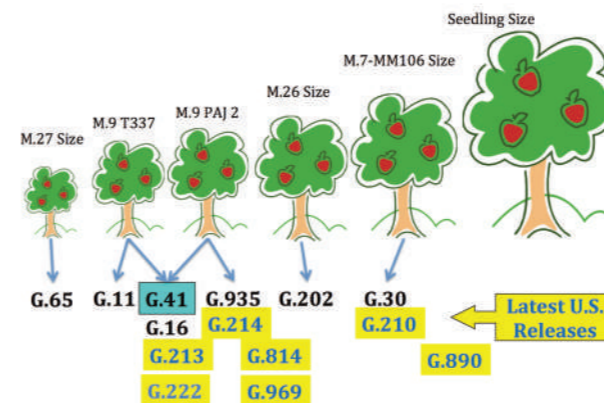 Seedling Size
M.7-MM106 Size
M.26 Size
M.9 PAJ 2
M.9 T337
M.27 Size
G.65 G.11 G.41 G.935 G.202 G.30
G.16 G.214 G.210
Latest U.S.
Releases
G.213 G.814 G.890
G.222 G.969